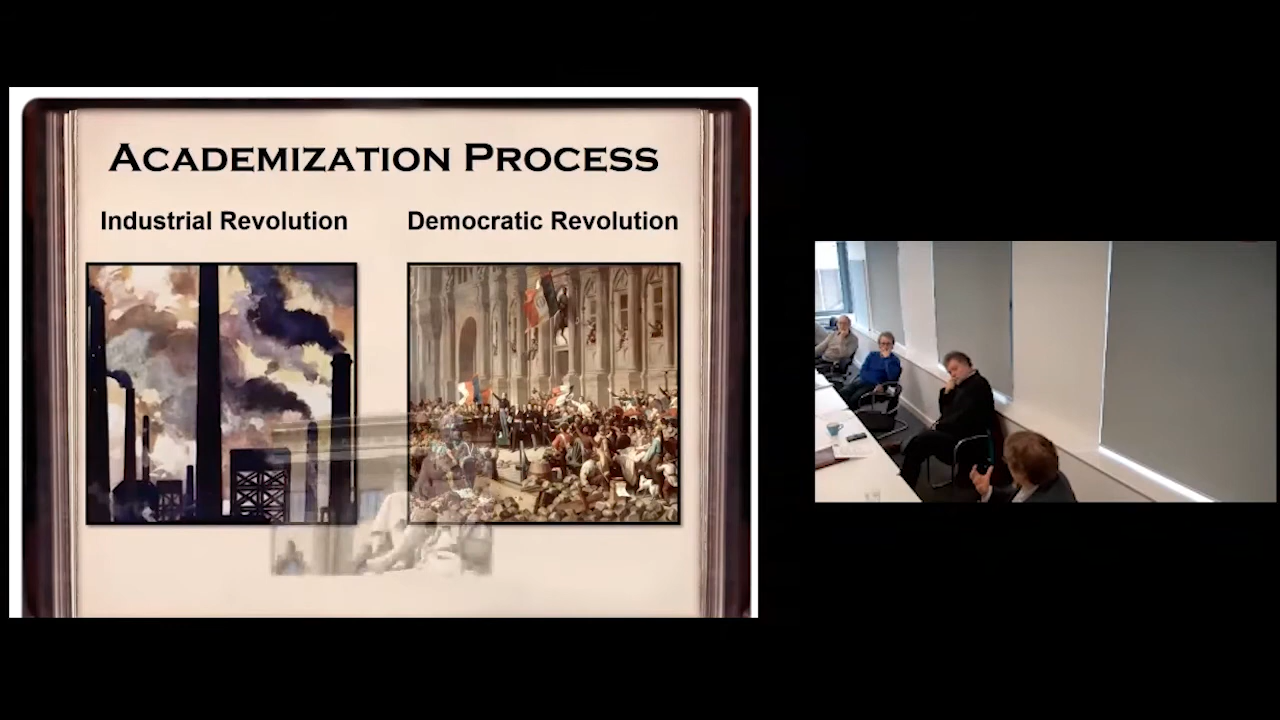 ACADEMIZATION PROCESS
Industrial Revolution
Democratic Revolution